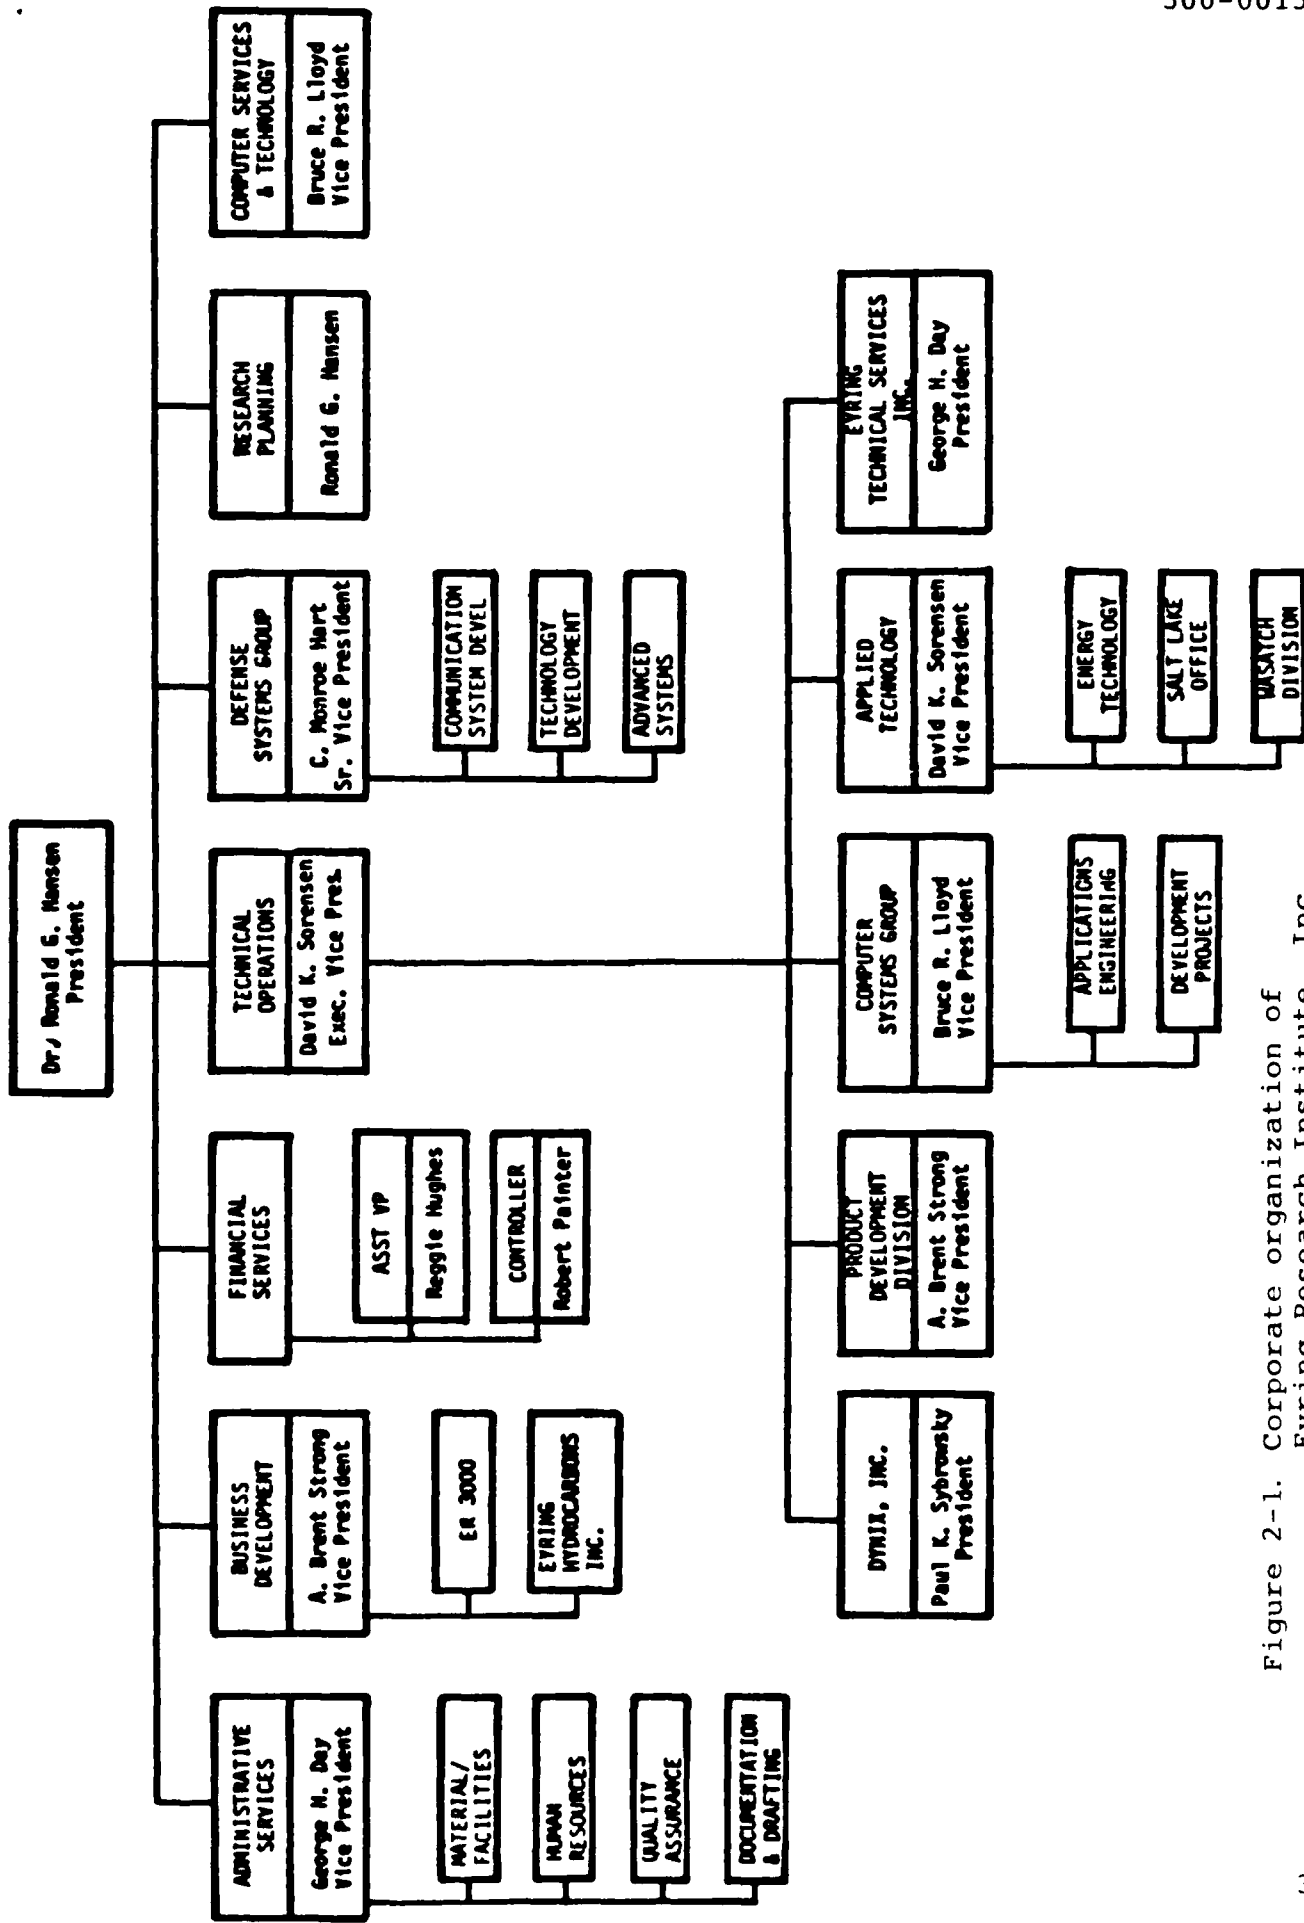 Dr. Ronald G. Hansen
President
ADMINISTRATIVE
SERVICES
George H. Day
Vice President
MATERIAL/
FACILITIES
HUMAN
RESOURCES
QUALITY
ASSURANCE
DOCUMENTATION
& DRAFTING
BUSINESS
DEVELOPMENT
A. Brent Strong
Vice President
ER 3000
EYRING
HYDROCARBONS
INC.
FINANCIAL
SERVICES
ASST VP
Reggie Hughes
CONTROLLER
Robert Painter
TECHNICAL
OPERATIONS
David K. Sorensen
Exec. Vice Pres.
DEFENSE
SYSTEMS GROUP
C. Monroe Hart
Sr. Vice President
COMMUNICATION
SYSTEM DEVEL
TECHNOLOGY
DEVELOPMENT
ADVANCED
SYSTEMS
RESEARCH
PLANNING
Ronald G. Hansen
COMPUTER SERVICES
& TECHNOLOGY
Bruce R. Lloyd
Vice President
DYNIX, INC.
Paul K. Sybrowsky
President
PRODUCT
DEVELOPMENT
DIVISION
A. Brent Strong
Vice President
COMPUTER
SYSTEMS GROUP
Bruce R. Lloyd
Vice President
APPLICATIONS
ENGINEERING
DEVELOPMENT
PROJECTS
APPLIED
TECHNOLOGY
David K. Sorensen
Vice President
ENERGY
TECHNOLOGY
SALT LAKE
OFFICE
WASATCH
DIVISION
EYRING
TECHNICAL SERVICES
INC.
George H. Day
President
Figure 2-1. Corporate organization of
Eyring Research Institute, Inc